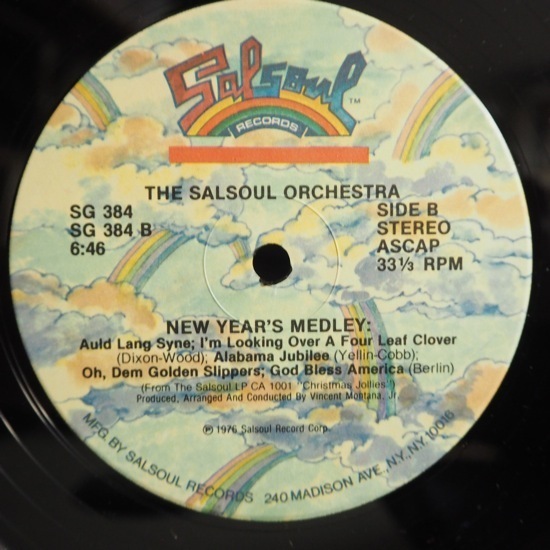 Salsoul
TM
RECORDS
THE SALSOUL ORCHESTRA
SG 384
SG 384 B
6:46
SIDE B
STEREO
ASCAP
33⅓ RPM
NEW YEAR'S MEDLEY:
Auld Lang Syne; I'm Looking Over A Four Leaf Clover
(Dixon-Wood); Alabama Jubilee (Yellin-Cobb);
Oh, Dem Golden Slippers; God Bless America (Berlin)
(From The Salsoul LP CA 1001 "Christmas Jollies")
Produced, Arranged And Conducted By Vincent Montana, Jr.
℗ 1976 Salsoul Record Corp.
MFG. BY SALSOUL RECORDS 240 MADISON AVE., N.Y., N.Y. 10016